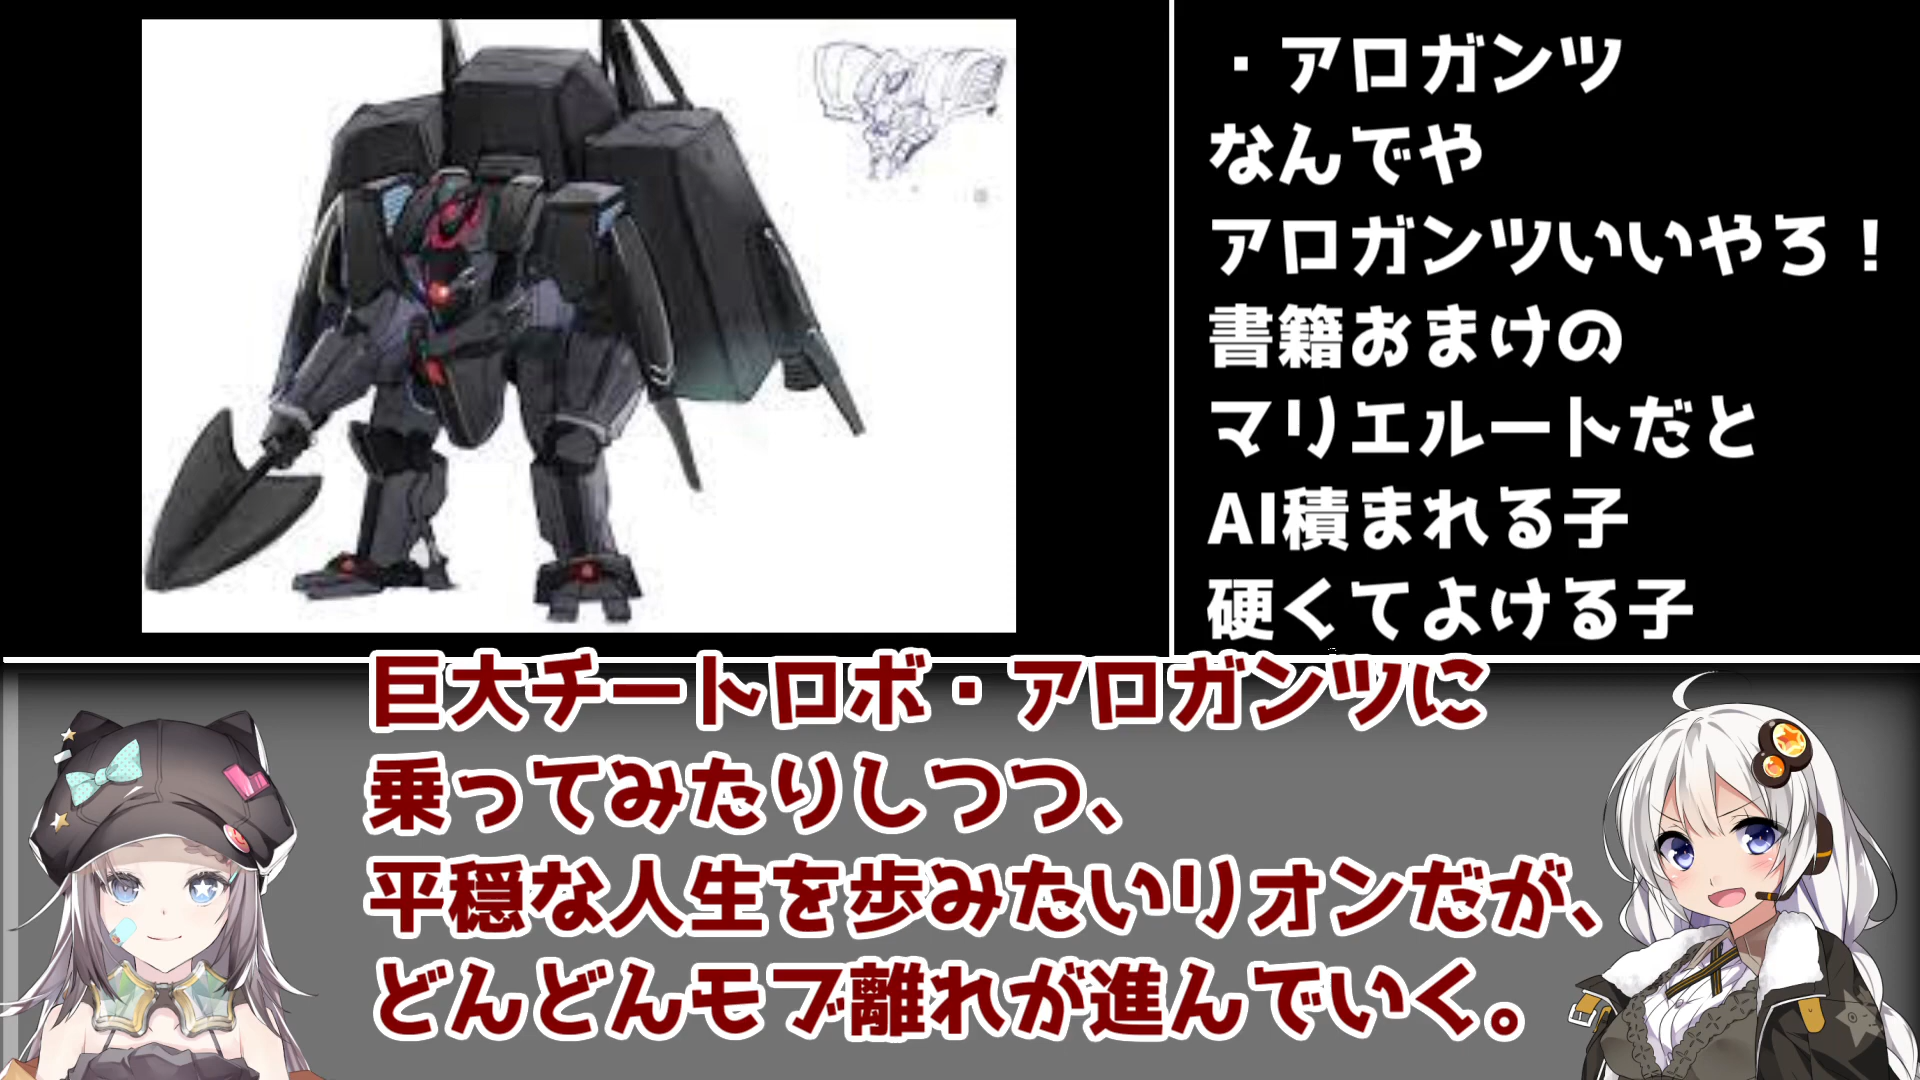 ・アロガンツ
なんでや
アロガンツいいやろ！
書籍おまけの
マリエルートだと
AI積まれる子
硬くてよける子
巨大チートロボ・アロガンツに
乗ってみたりしつつ、
平穏な人生を歩みたいリオンだが、
どんどんモブ離れが進んでいく。